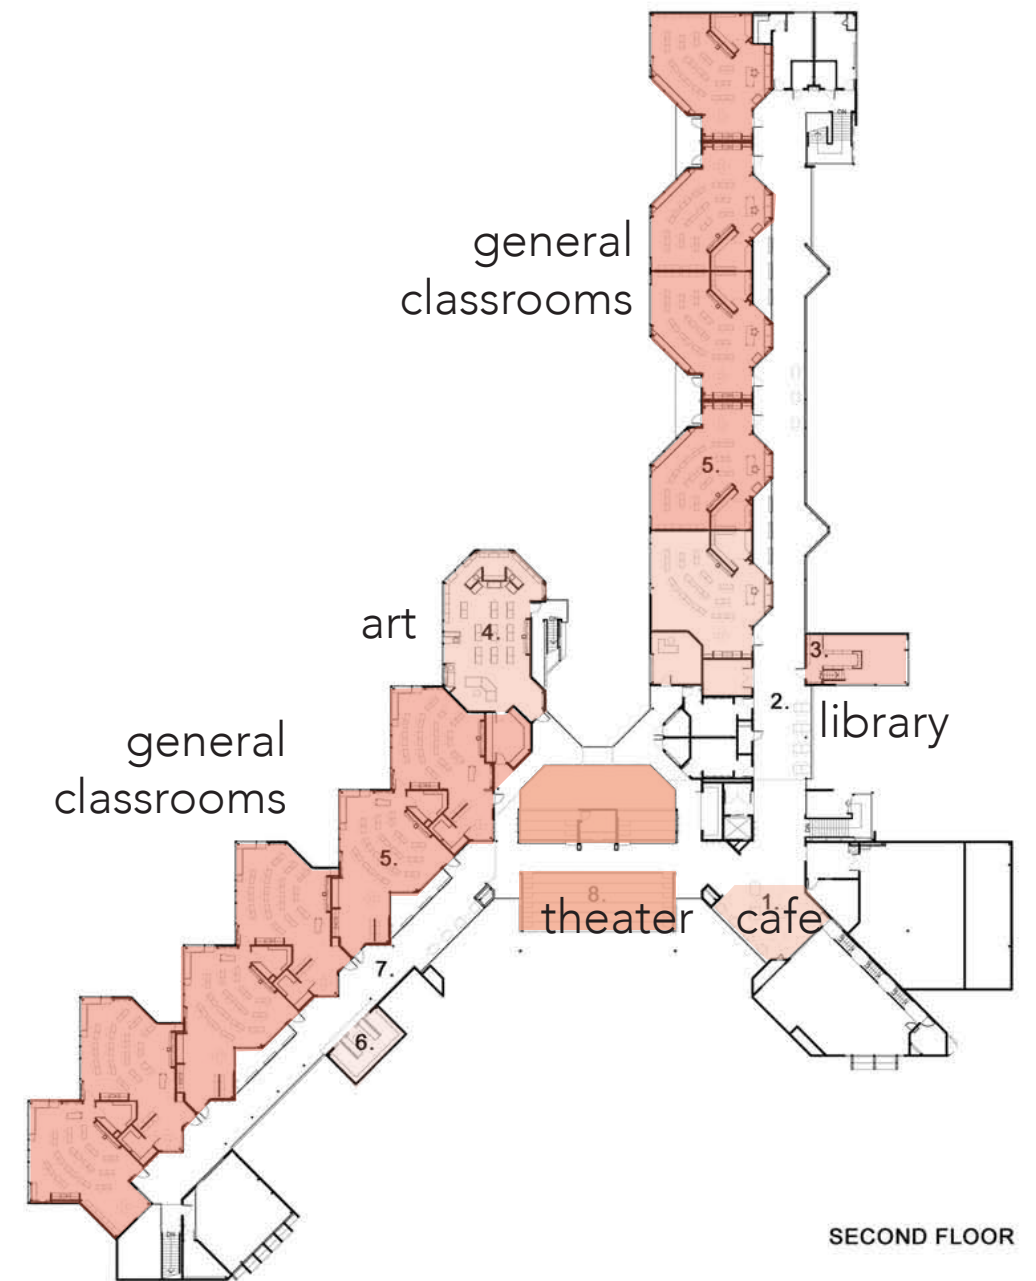 general
classrooms
5.
art
4.
3.
2.
library
general
classrooms
5.
8.
theater
1.
cafe
7.
6.
DN
SECOND FLOOR